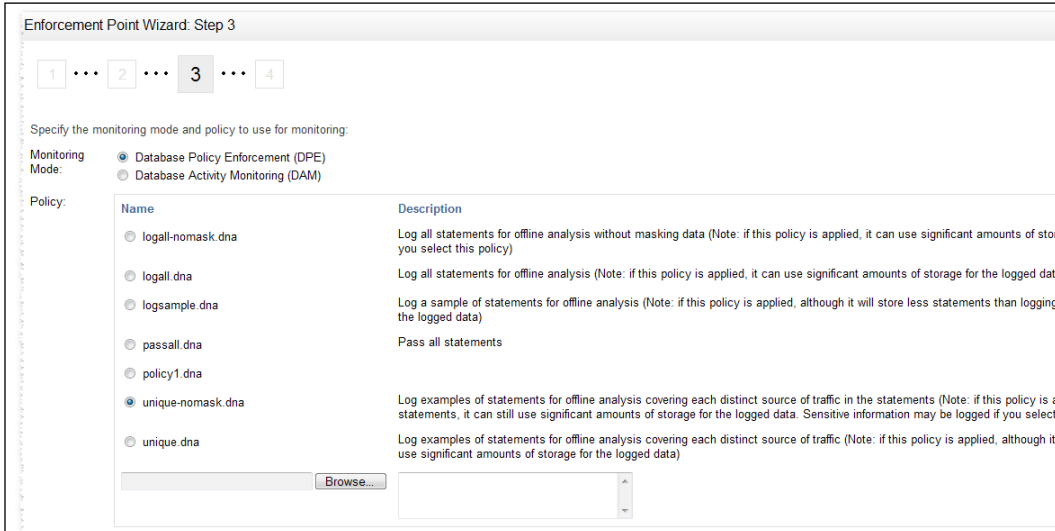 Enforcement Point Wizard: Step 3
1 ••• 2 ••• 3 ••• 4
Specify the monitoring mode and policy to use for monitoring:
Monitoring Mode:
Database Policy Enforcement (DPE)
Database Activity Monitoring (DAM)
Policy:
Name Description
logall-nomask.dna Log all statements for offline analysis without masking data (Note: if this policy is applied, it can use significant amounts of
you select this policy)
logall.dna Log all statements for offline analysis (Note: if this policy is applied, it can use significant amounts of storage for the logged
logsample.dna Log a sample of statements for offline analysis (Note: if this policy is applied, although it will store less statements than logging
the logged data)
passall.dna Pass all statements
policy1.dna
unique-nomask.dna Log examples of statements for offline analysis covering each distinct source of traffic in the statements (Note: if this policy is
statements, it can still use significant amounts of storage for the logged data. Sensitive information may be logged if you select
unique.dna Log examples of statements for offline analysis covering each distinct source of traffic (Note: if this policy is applied, although it
use significant amounts of storage for the logged data)
Browse...